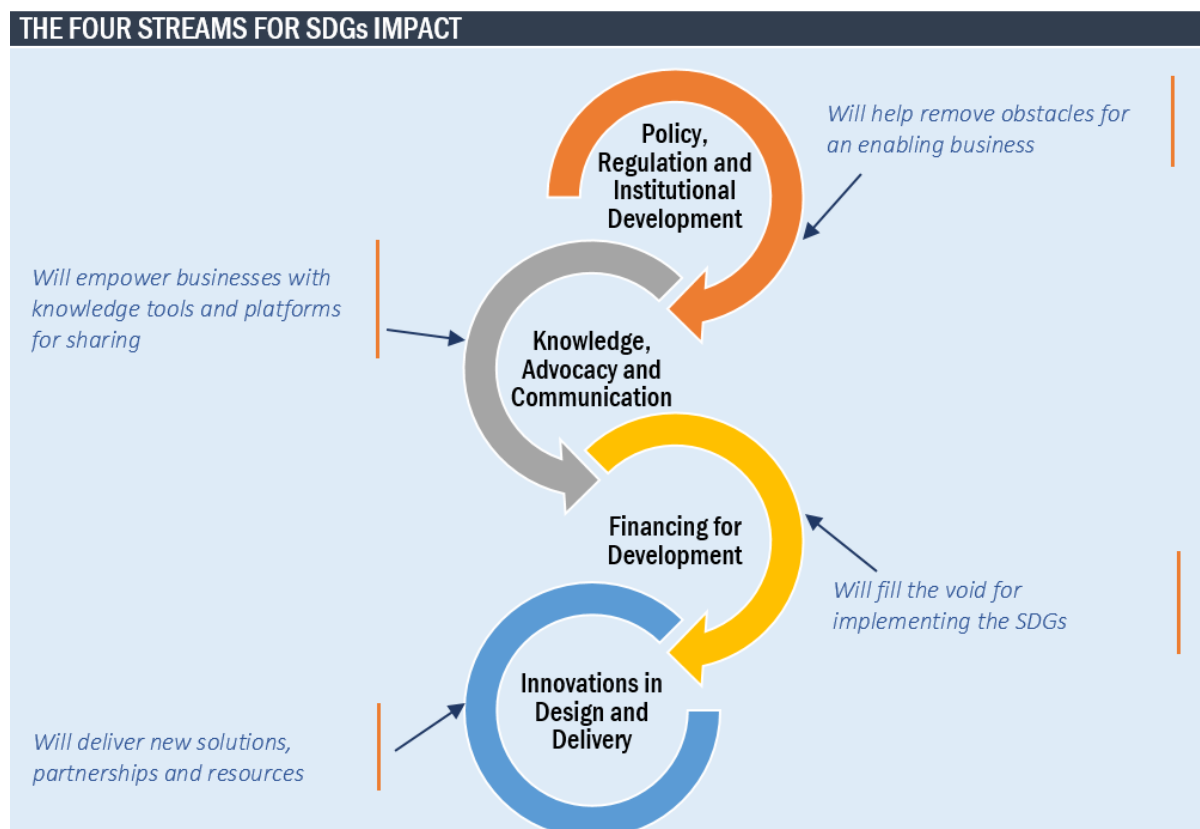 THE FOUR STREAMS FOR SDGs IMPACT
Policy,
Regulation and
Institutional
Development
Will help remove obstacles for
an enabling business
Will empower businesses with
knowledge tools and platforms
for sharing
Knowledge,
Advocacy and
Communication
Financing for
Development
Will fill the void for
implementing the SDGs
Innovations in
Design and
Delivery
Will deliver new solutions,
partnerships and resources